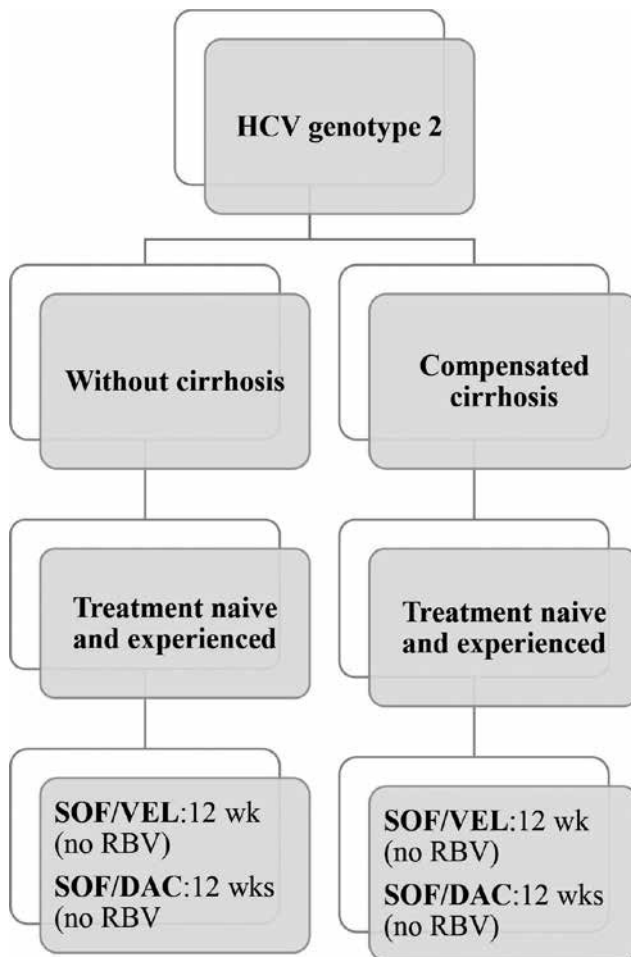 HCV genotype 2
Without cirrhosis
Compensated
cirrhosis
Treatment naive
and experienced
Treatment naive
and experienced
SOF/VEL:12 wk
(no RBV)
SOF/DAC:12 wks
(no RBV
SOF/VEL:12 wk
(no RBV)
SOF/DAC:12 wks
(no RBV)